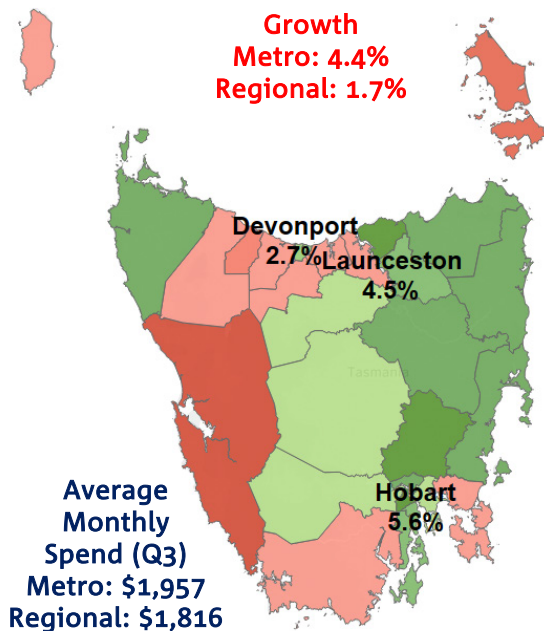 Growth
Metro: 4.4%
Regional: 1.7%
Devonport
2.7%
Launceston
4.5%
Tasmania
Hobart
5.6%
Average
Monthly
Spend (Q3)
Metro: $1,957
Regional: $1,816